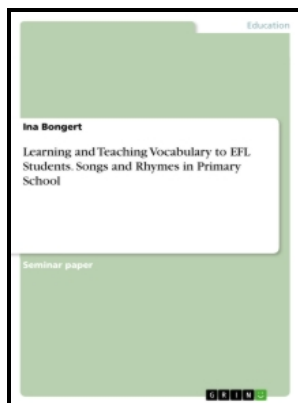 Education
Ina Bongert
Learning and Teaching Vocabulary to EFL
Students. Songs and Rhymes in Primary
School
Seminar paper
GRIN